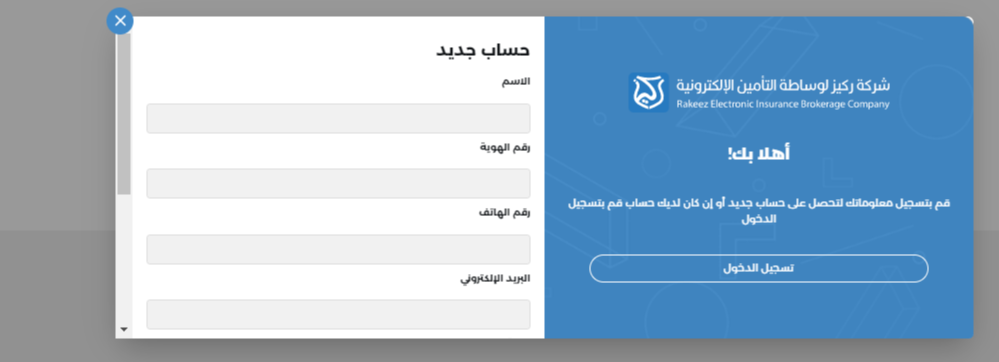 شركة ركيز لوساطة التأمين الإلكترونية
Rakeez Electronic Insurance Brokerage Company
أهلا بك!
قم بتسجيل معلوماتك لتحصل على حساب جديد أو إن كان لديك حساب قم بتسجيل
الدخول
تسجيل الدخول
حساب جديد
الاسم
رقم الهوية
رقم الهاتف
البريد الإلكتروني